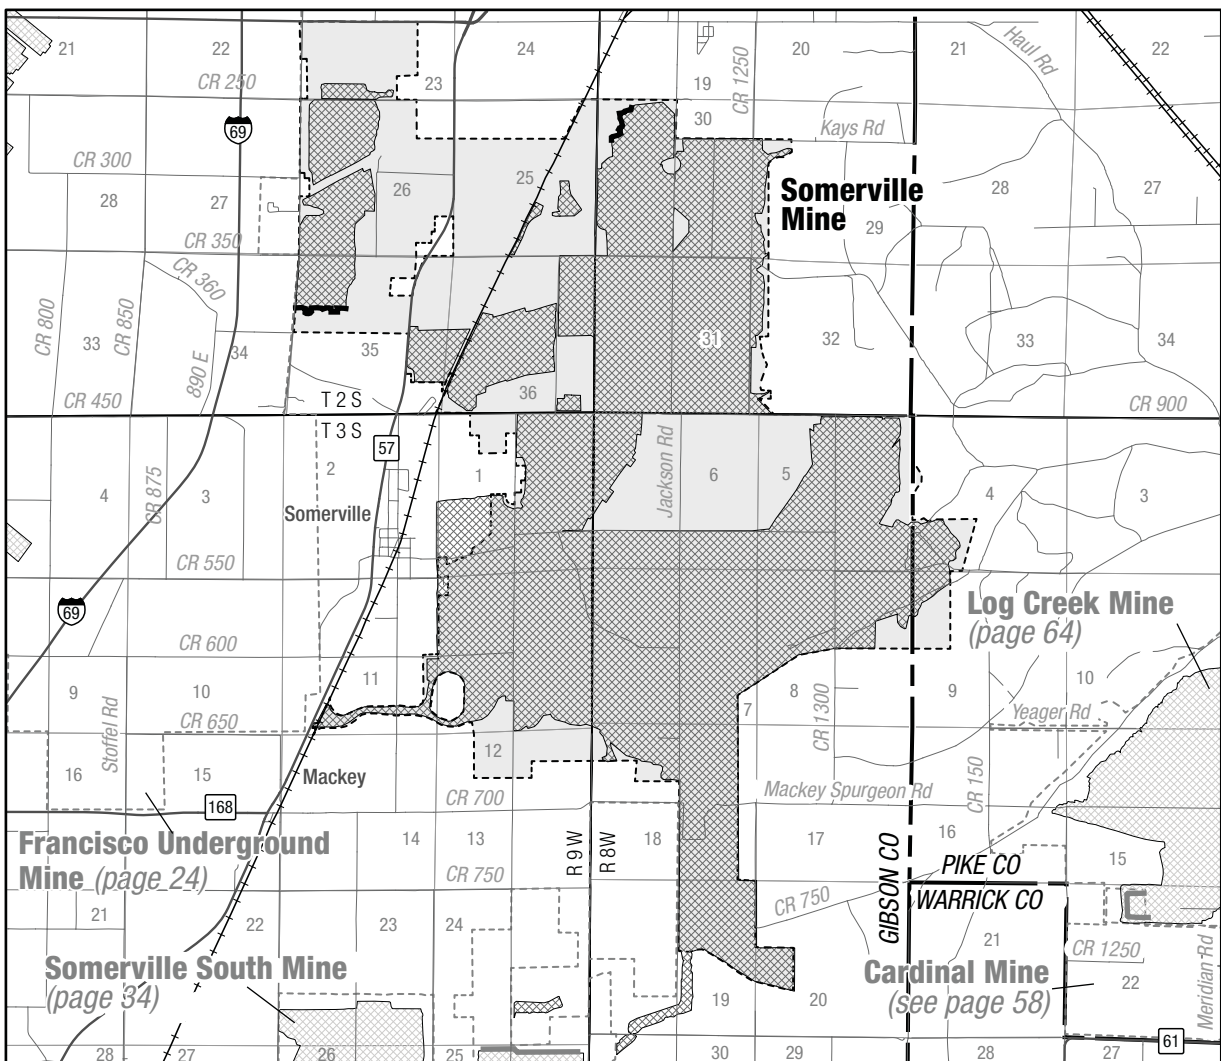 21
22
24
20
21
22
CR 250
23
19
CR 1250
Haul Rd
69
30
Kays Rd
CR 300
28
27
26
25
Somerville
Mine
29
28
27
CR 350
CR 360
CR 800
CR 850
33
34
890 E
35
31
32
33
34
36
CR 450
T 2 S
CR 900
T 3 S
57
2
1
Jackson Rd
6
5
4
3
4
CR 875
3
Somerville
CR 550
69
Log Creek Mine
(page 64)
CR 600
11
9
10
8
9
10
CR 650
7
CR 1300
Yeager Rd
Stoffel Rd
12
16
15
Mackey
CR 150
168
CR 700
Mackey Spurgeon Rd
Francisco Underground
Mine (page 24)
14
13
R 9 W
R 8W
18
17
16
15
CR 750
PIKE CO
CR 750
GIBSON CO
WARRICK CO
21
22
23
24
21
CR 1250
Meridian Rd
Somerville South Mine
(page 34)
Cardinal Mine
(see page 58)
22
19
20
61
28
27
26
25
30
29
28
27